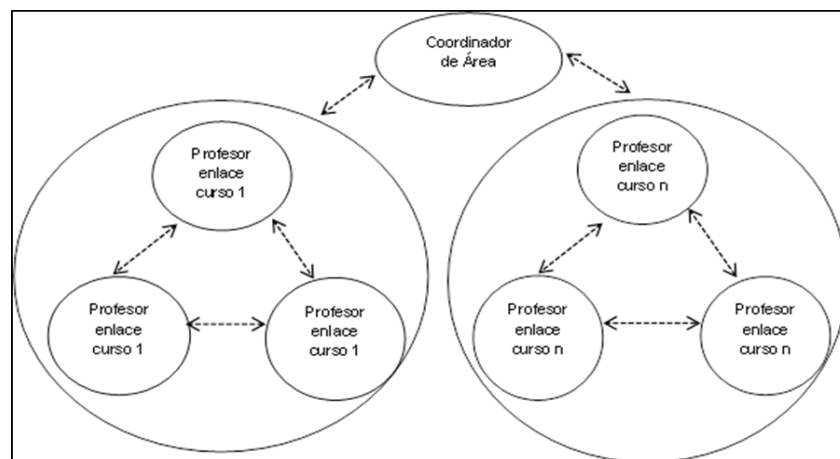 Coordinador
de Área
Profesor
enlace
curso 1
Profesor
enlace
curso 1
Profesor
enlace
curso 1
Profesor
enlace
curso n
Profesor
enlace
curso n
Profesor
enlace
curso n